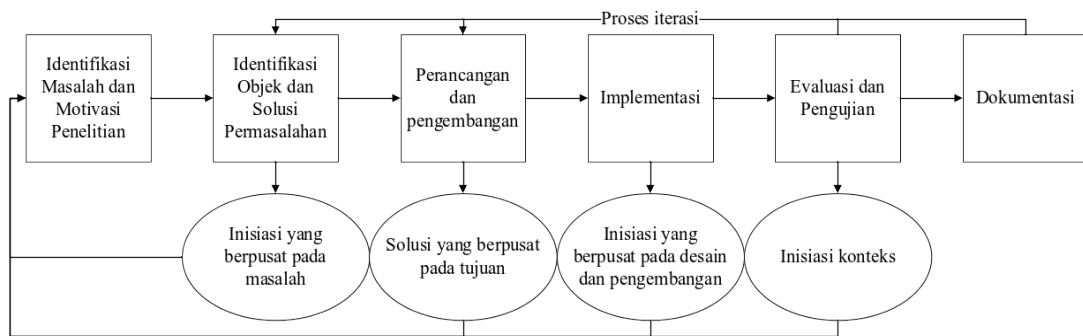 Proses iterasi
Identifikasi
Masalah dan
Motivasi
Penelitian
Identifikasi
Objek dan
Solusi
Permasalahan
Perancangan
dan
pengembangan
Implementasi
Evaluasi dan
Pengujian
Dokumentasi
Inisiasi yang
berpusat pada
masalah
Solusi yang berpusat
pada tujuan
Inisiasi yang
berpusat pada desain
dan pengembangan
Inisiasi konteks